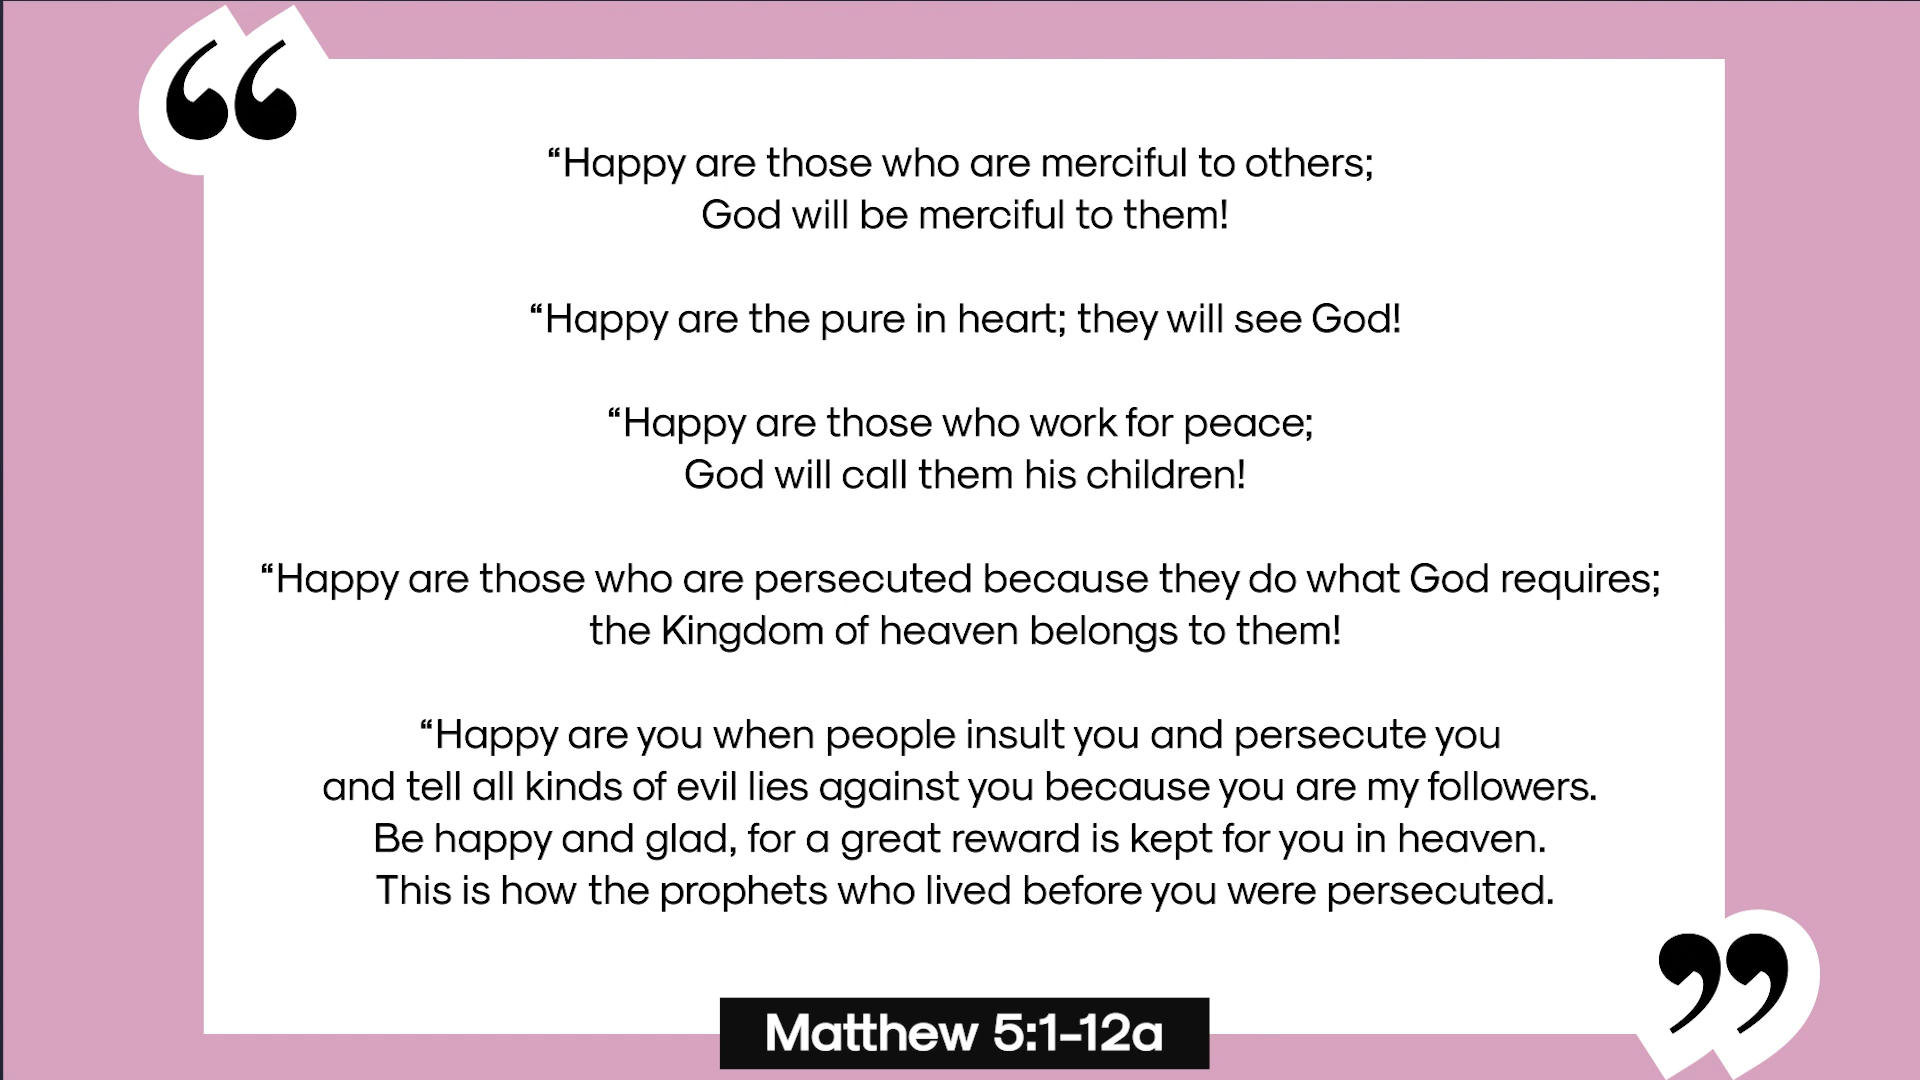 “Happy are those who are merciful to others;
God will be merciful to them!
“Happy are the pure in heart; they will see God!
“Happy are those who work for peace;
God will call them his children!
“Happy are those who are persecuted because they do what God requires;
the Kingdom of heaven belongs to them!
“Happy are you when people insult you and persecute you
and tell all kinds of evil lies against you because you are my followers.
Be happy and glad, for a great reward is kept for you in heaven.
This is how the prophets who lived before you were persecuted.
Matthew 5:1-12a